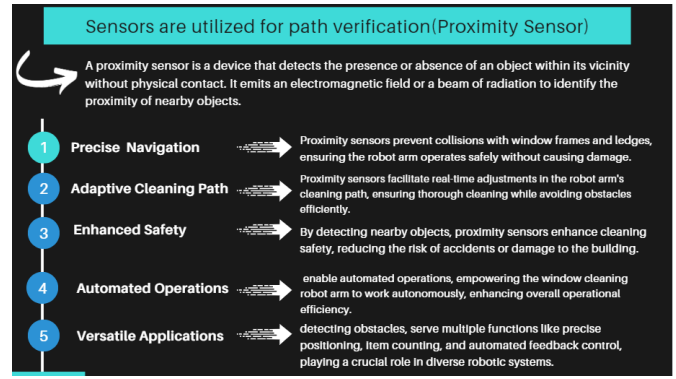 Sensors are utilized for path verification(Proximity Sensor)
A proximity sensor is a device that detects the presence or absence of an object within its vicinity
without physical contact. It emits an electromagnetic field or a beam of radiation to identify the
proximity of nearby objects.
1 Precise Navigation
Proximity sensors prevent collisions with window frames and ledges,
ensuring the robot arm operates safely without causing damage.
2 Adaptive Cleaning Path
Proximity sensors facilitate real-time adjustments in the robot arm's
cleaning path, ensuring thorough cleaning while avoiding obstacles
efficiently.
3 Enhanced Safety
By detecting nearby objects, proximity sensors enhance cleaning
safety, reducing the risk of accidents or damage to the building.
4 Automated Operations
enable automated operations, empowering the window cleaning
robot arm to work autonomously, enhancing overall operational
efficiency.
5 Versatile Applications
detecting obstacles, serve multiple functions like precise
positioning, item counting, and automated feedback control,
playing a crucial role in diverse robotic systems.